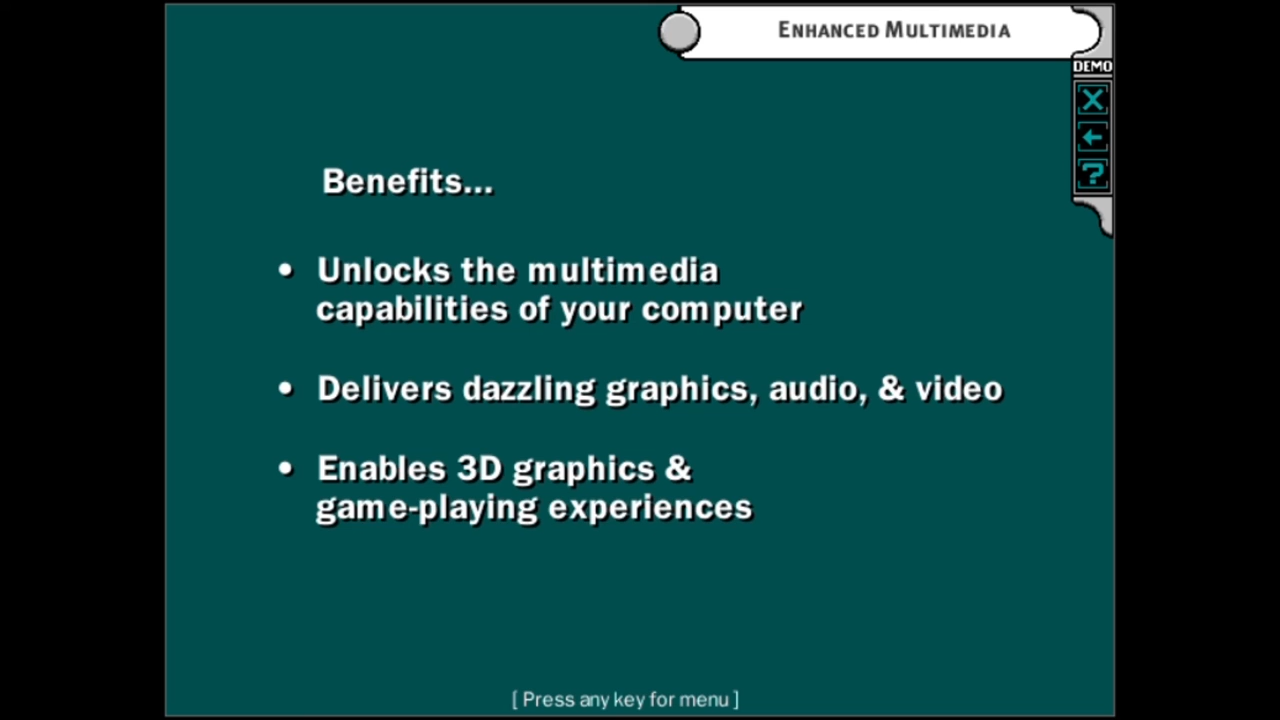 ENHANCED MULTIMEDIA
DEMO
?
Benefits...
• Unlocks the multimedia
capabilities of your computer
• Delivers dazzling graphics, audio, & video
• Enables 3D graphics &
game-playing experiences
[ Press any key for menu ]